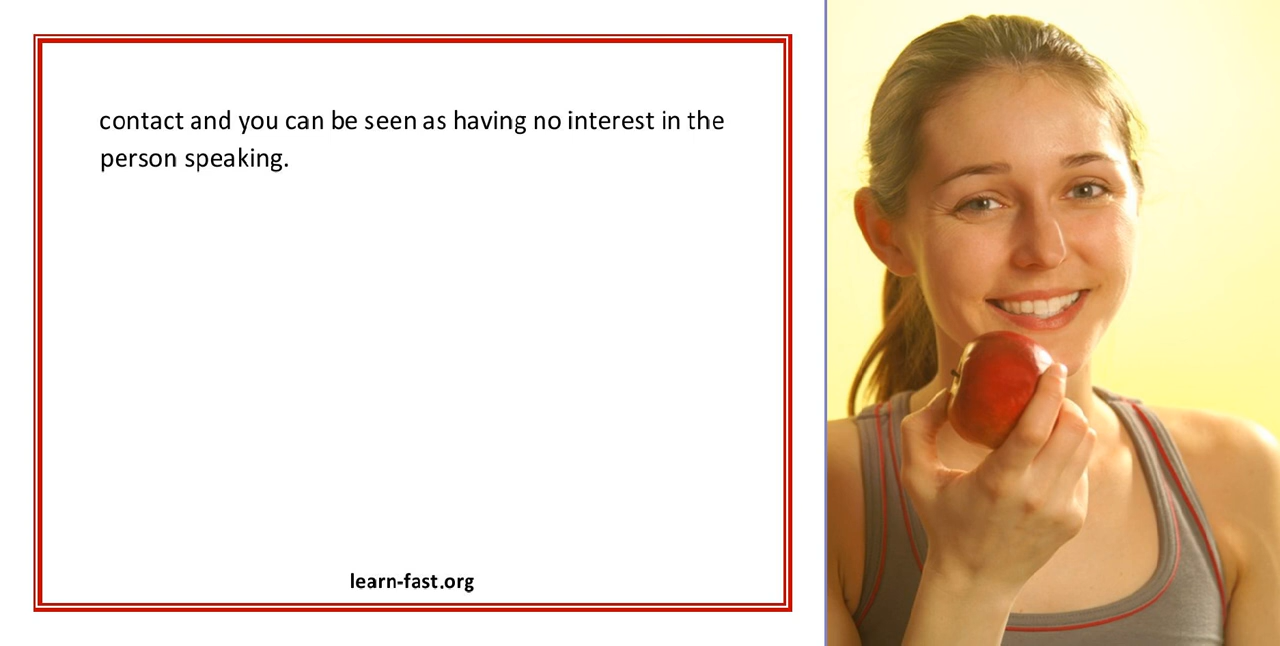 contact and you can be seen as having no interest in the
person speaking.
learn-fast.org